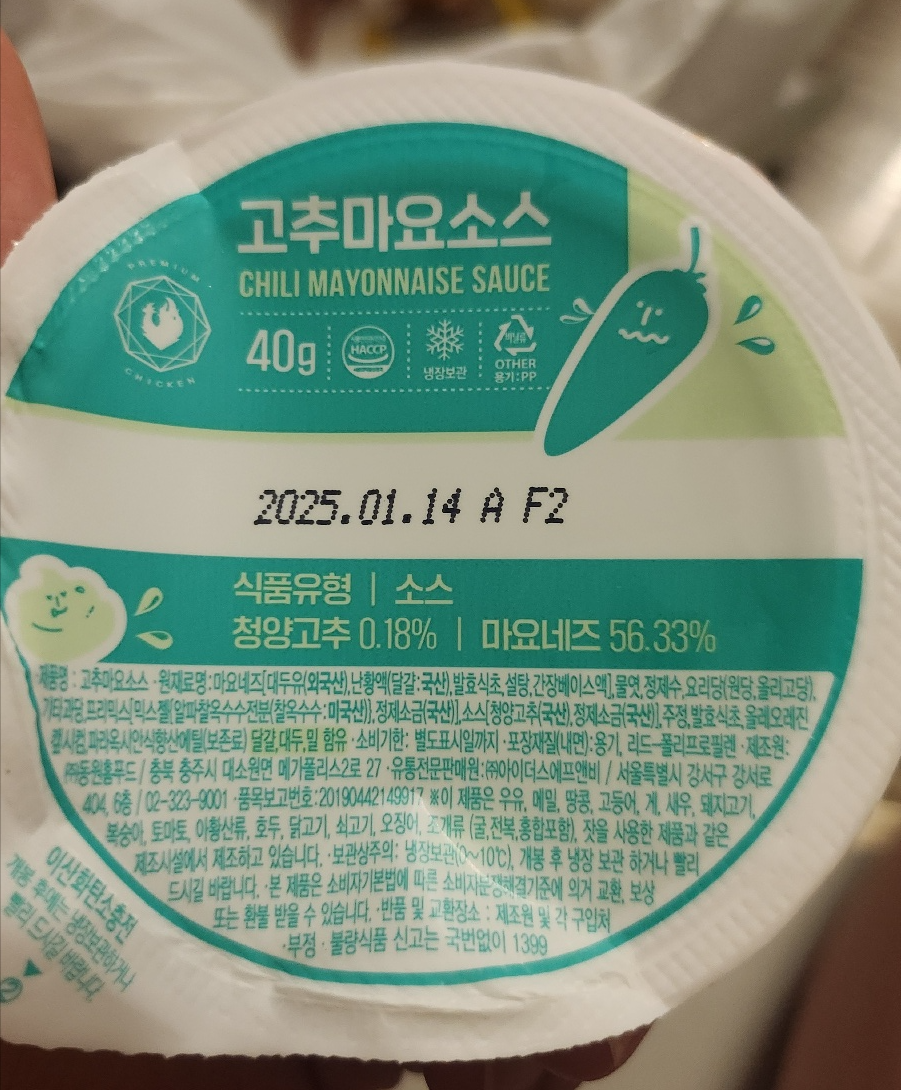 고추마요소스
CHILI MAYONNAISE SAUCE
PREMIUM
CHICKEN
40g
HACCP
냉장보관
비닐류
OTHER
용기:PP
2025.01.14 A F2
식품유형 | 소스
청양고추 0.18% | 마요네즈 56.33%
제품명 : 고추마요소스 · 원재료명 : 마요네즈[대두유(외국산),난황액(달걀:국산),발효식초,설탕,간장베이스액],물엿,정제수,요리당(원당,올리고당),
기타과당,프리믹스[믹스젤(알파찰옥수수전분(찰옥수수:미국산)],정제소금(국산)],소스[청양고추(국산),정제소금(국산)],주정,발효식초,올레오레진
캡시컴,파라옥시안식향산에틸(보존료) 달걀,대두,밀 함유 · 소비기한: 별도표시일까지 · 포장재질(내면): 용기, 리드-폴리프로필렌 · 제조원:
㈜동원홈푸드 / 충북 충주시 대소원면 메가폴리스2로 27 · 유통전문판매원:㈜아이더스에프앤비 / 서울특별시 강서구 강서로
404, 6층 / 02-323-9001 · 품목보고번호:20190442149917 ※이 제품은 우유, 메밀, 땅콩, 고등어, 게, 새우, 돼지고기,
복숭아, 토마토, 아황산류, 호두, 닭고기, 쇠고기, 오징어, 조개류 (굴,전복,홍합포함), 잣을 사용한 제품과 같은
제조시설에서 제조하고 있습니다. · 보관상주의: 냉장보관(0~10℃), 개봉 후 냉장 보관 하거나 빨리
드시길 바랍니다. · 본 제품은 소비자기본법에 따른 소비자분쟁해결기준에 의거 교환, 보상
또는 환불 받을 수 있습니다. · 반품 및 교환장소 : 제조원 및 각 구입처
· 부정 · 불량식품 신고는 국번없이 1399
이산화탄소충전
개봉 후에는 냉장보관하거나
빨리 드시길 바랍니다.